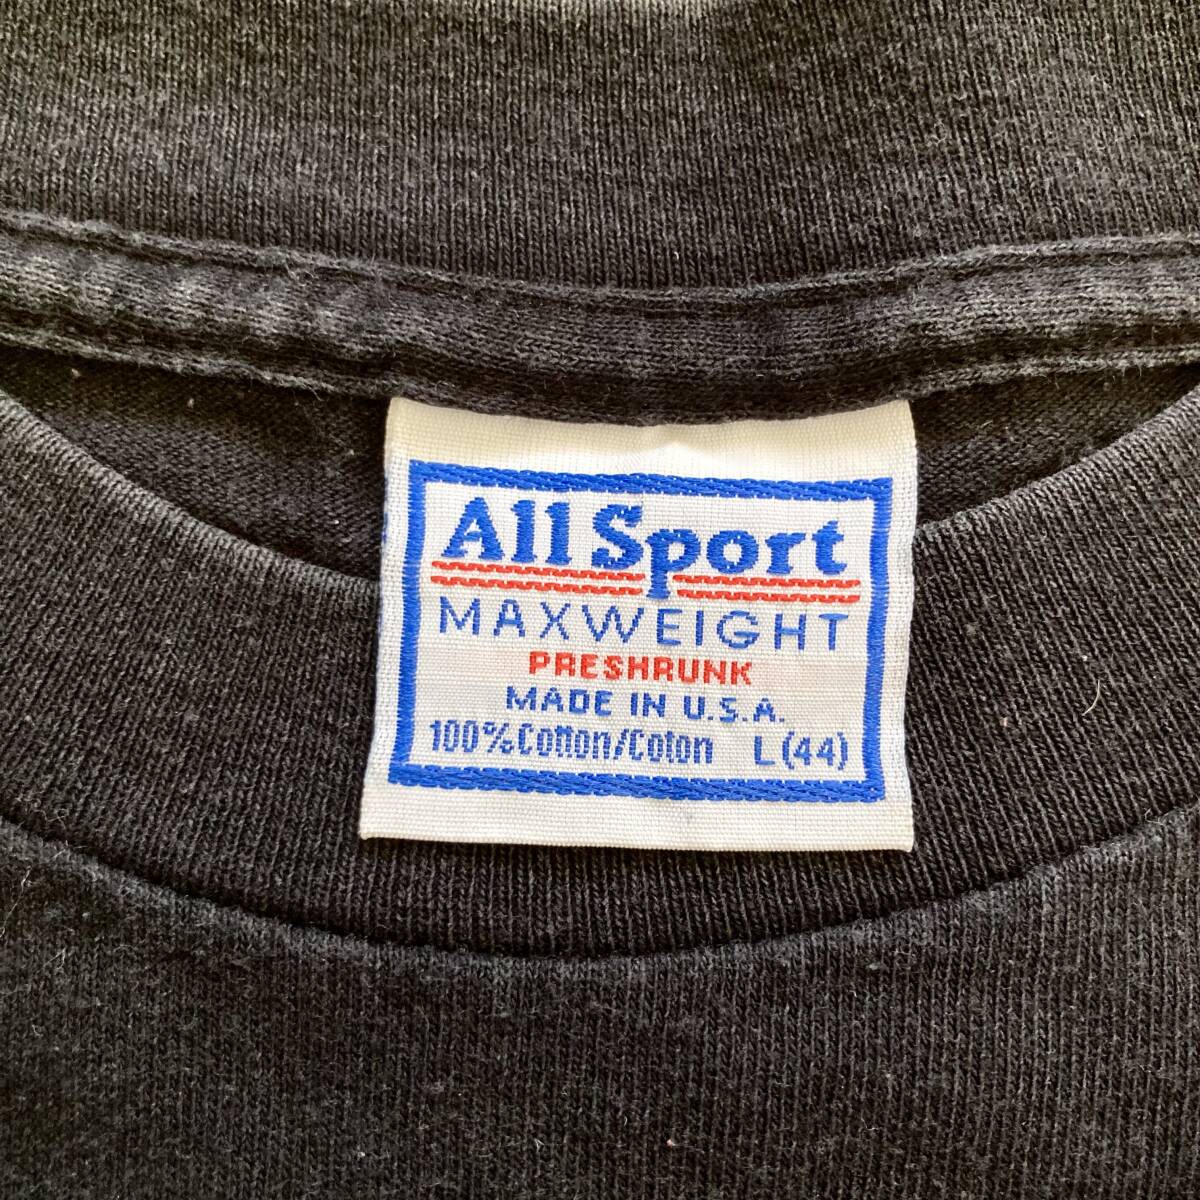 All Sport
MAXWEIGHT
PRESHRUNK
MADE IN U.S.A.
100% Cotton/Coton L (44)